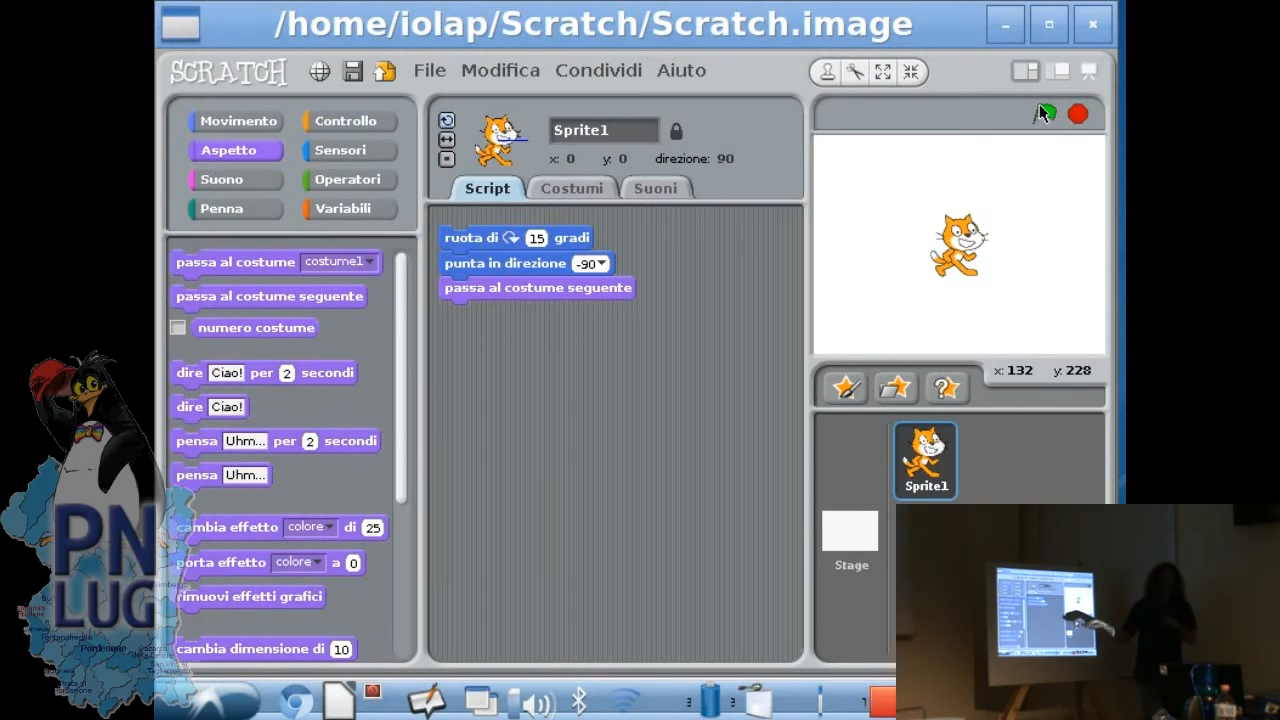 /home/iolap/Scratch/Scratch.image
SCRATCH
File Modifica Condividi Aiuto
Movimento Controllo
Aspetto Sensori
Suono Operatori
Penna Variabili
Sprite1
x: 0 y: 0 direzione: 90
Script Costumi Suoni
passa al costume costume1
passa al costume seguente
numero costume
dire Ciao! per 2 secondi
dire Ciao!
pensa Uhm... per 2 secondi
pensa Uhm...
cambia effetto colore di 25
porta effetto colore a 0
rimuovi effetti grafici
cambia dimensione di 10
ruota di 15 gradi
punta in direzione -90
passa al costume seguente
x: 132 y: 228
Sprite1
Stage
PN
LUG
Pordenone